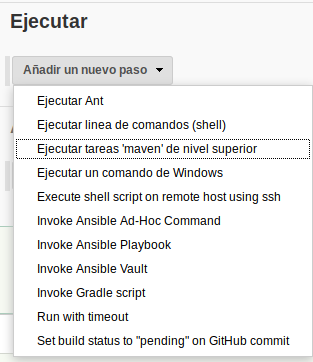 Ejecutar
Añadir un nuevo paso
Ejecutar Ant
Ejecutar linea de comandos (shell)
Ejecutar tareas 'maven' de nivel superior
Ejecutar un comando de Windows
Execute shell script on remote host using ssh
Invoke Ansible Ad-Hoc Command
Invoke Ansible Playbook
Invoke Ansible Vault
Invoke Gradle script
Run with timeout
Set build status to "pending" on GitHub commit